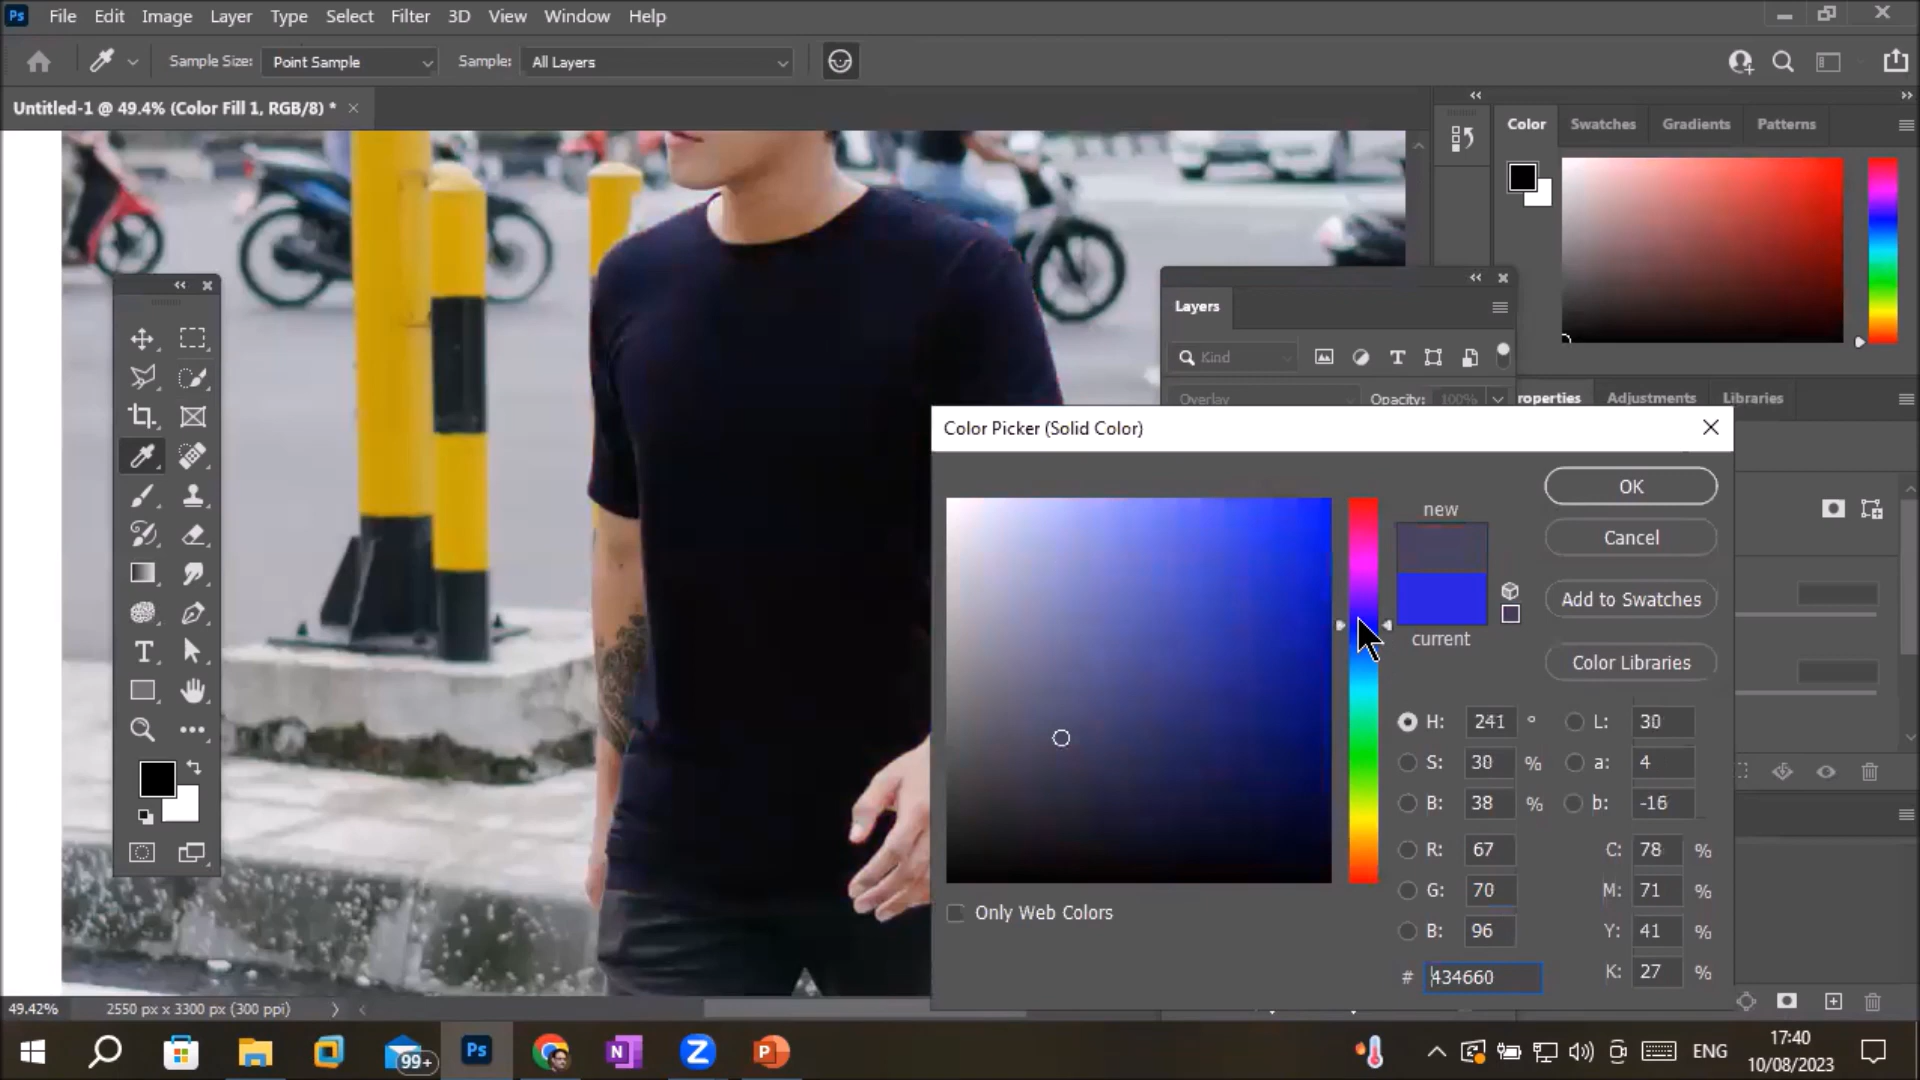 Ps File Edit Image Layer Type Select Filter 3D View Window Help
Sample Size: Point Sample Sample: All Layers
Untitled-1 @ 49.4% (Color Fill 1, RGB/8) *
Color Swatches Gradients Patterns
Layers
Kind
Overlay Opacity: 100%
roperties Adjustments Libraries
Color Picker (Solid Color)
new
current
OK
Cancel
Add to Swatches
Color Libraries
H: 241 ° L: 30
S: 30 % a: 4
B: 38 % b: -16
R: 67 C: 78 %
G: 70 M: 71 %
B: 96 Y: 41 %
# 434660 K: 27 %
Only Web Colors
49.42% 2550 px x 3300 px (300 ppi)
99+
Ps
N
P
ENG
17:40
10/08/2023